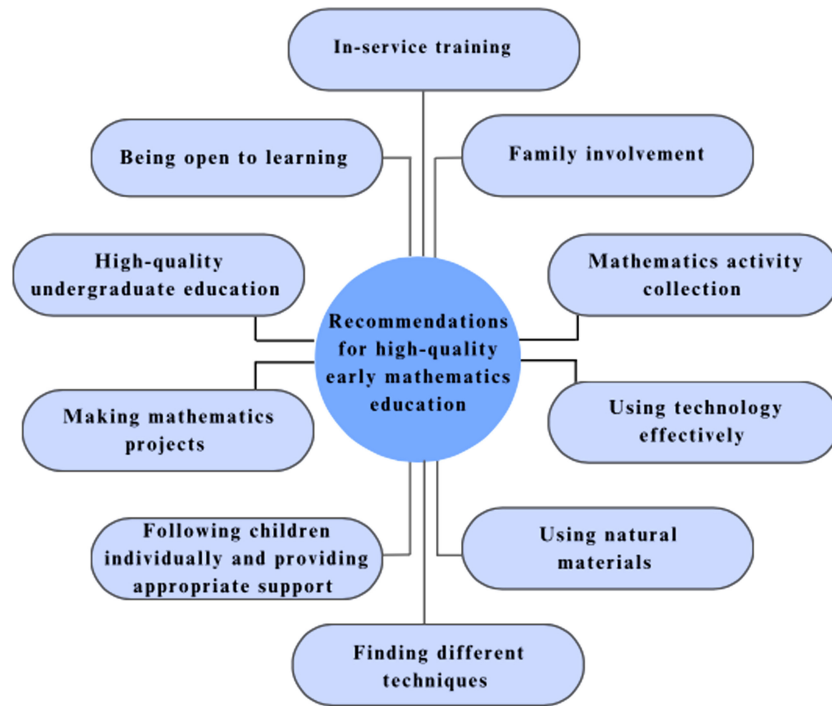 In-service training
Being open to learning
Family involvement
High-quality
undergraduate education
Mathematics activity
collection
Recommendations
for high-quality
early mathematics
education
Making mathematics
projects
Using technology
effectively
Following children
individually and providing
appropriate support
Using natural
materials
Finding different
techniques